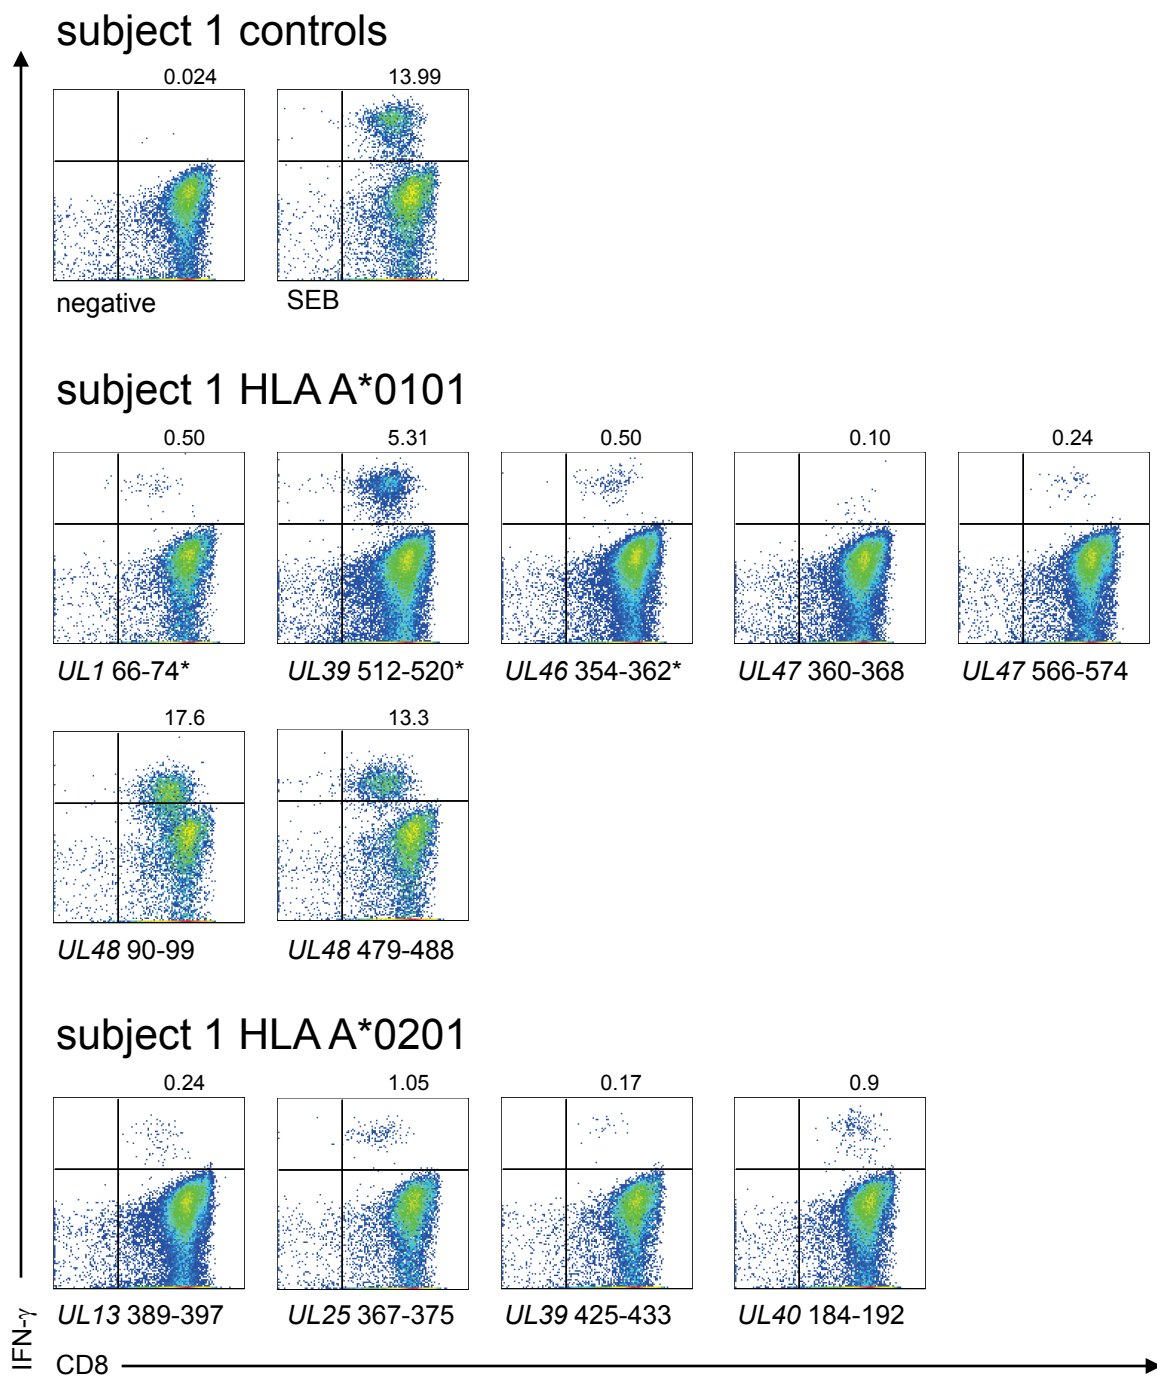 subject 1 controls
0.024 13.99
negative SEB
subject 1 HLA A*0101
0.50 5.31 0.50 0.10 0.24
UL1 66-74* UL39 512-520* UL46 354-362* UL47 360-368 UL47 566-574
17.6 13.3
UL48 90-99 UL48 479-488
subject 1 HLA A*0201
0.24 1.05 0.17 0.9
UL13 389-397 UL25 367-375 UL39 425-433 UL40 184-192
IFN-γ
CD8